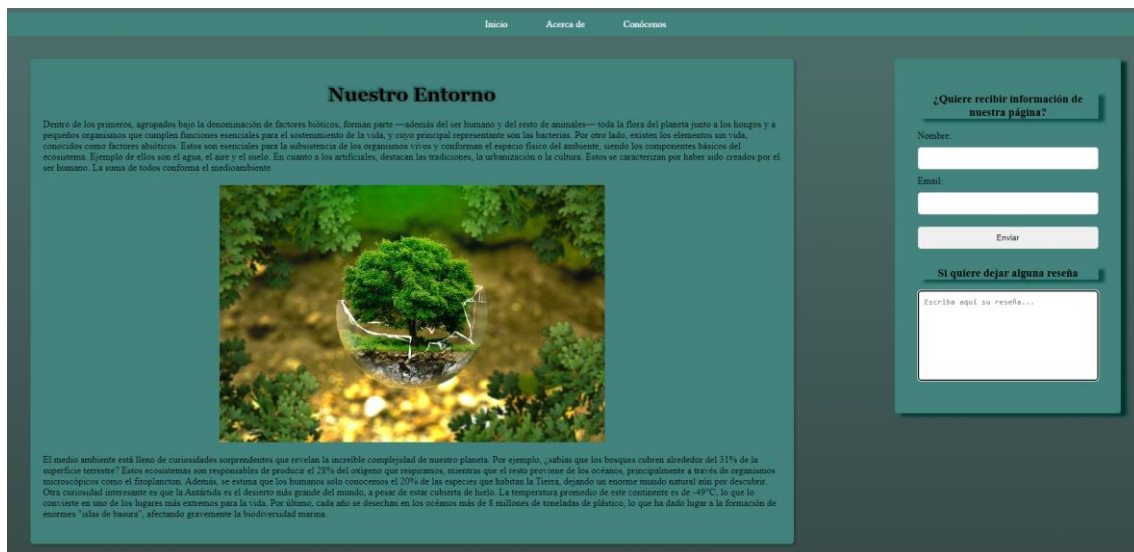 Inicio Acerca de Conócenos
Nuestro Entorno
Dentro de los primeros, agrupados bajo la denominación de factores bióticos, forman parte —además del ser humano y del resto de animales— toda la flora del planeta junto a los hongos y a
pequeños organismos que cumplen funciones esenciales para el sostenimiento de la vida, y cuyo principal representante son las bacterias. Por otro lado, existen los elementos sin vida,
conocidos como factores abióticos. Estos son esenciales para la subsistencia de los organismos vivos y conforman el espacio físico del ambiente, siendo los componentes básicos del
ecosistema. Ejemplo de ellos son el agua, el aire y el suelo. En cuanto a los artificiales, destacan las tradiciones, la urbanización o la cultura. Estos se caracterizan por haber sido creados por el
ser humano. La suma de todos conforma el medioambiente.
El medio ambiente está lleno de curiosidades sorprendentes que revelan la increíble complejidad de nuestro planeta. Por ejemplo, ¿sabías que los bosques cubren alrededor del 31% de la
superficie terrestre? Estos ecosistemas son responsables de producir el 28% del oxígeno que respiramos, mientras que el resto proviene de los océanos, principalmente a través de organismos
microscópicos como el fitoplancton. Además, se estima que los humanos solo conocemos el 20% de las especies que habitan la Tierra, dejando un enorme mundo natural aún por descubrir.
Otra curiosidad interesante es que la Antártida es el desierto más grande del mundo, a pesar de estar cubierta de hielo. La temperatura promedio de este continente es de -49°C, lo que lo
convierte en uno de los lugares más extremos para la vida. Por último, cada año se desechan en los océanos más de 8 millones de toneladas de plástico, lo que ha dado lugar a la formación de
enormes "islas de basura", afectando gravemente la biodiversidad marina.
¿Quiere recibir información de
nuestra página?
Nombre:
Email:
Enviar
Si quiere dejar alguna reseña
Escriba aquí su reseña...